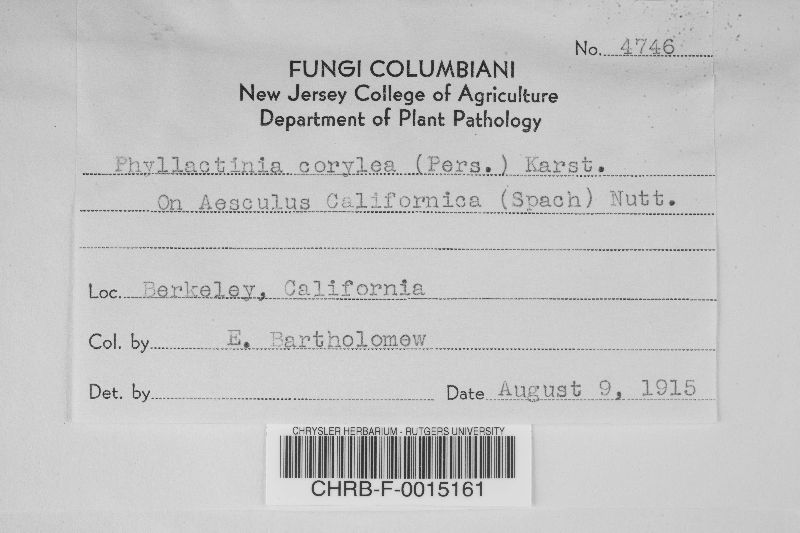 No. 4746
FUNGI COLUMBIANI
New Jersey College of Agriculture
Department of Plant Pathology
Phyllactinia corylea (Pers.) Karst.
On Aesculus Californica (Spach) Nutt.
Loc. Berkeley, California
Col. by E. Bartholomew
Det. by Date August 9, 1915
CHRYSLER HERBARIUM - RUTGERS UNIVERSITY
CHRB-F-0015161